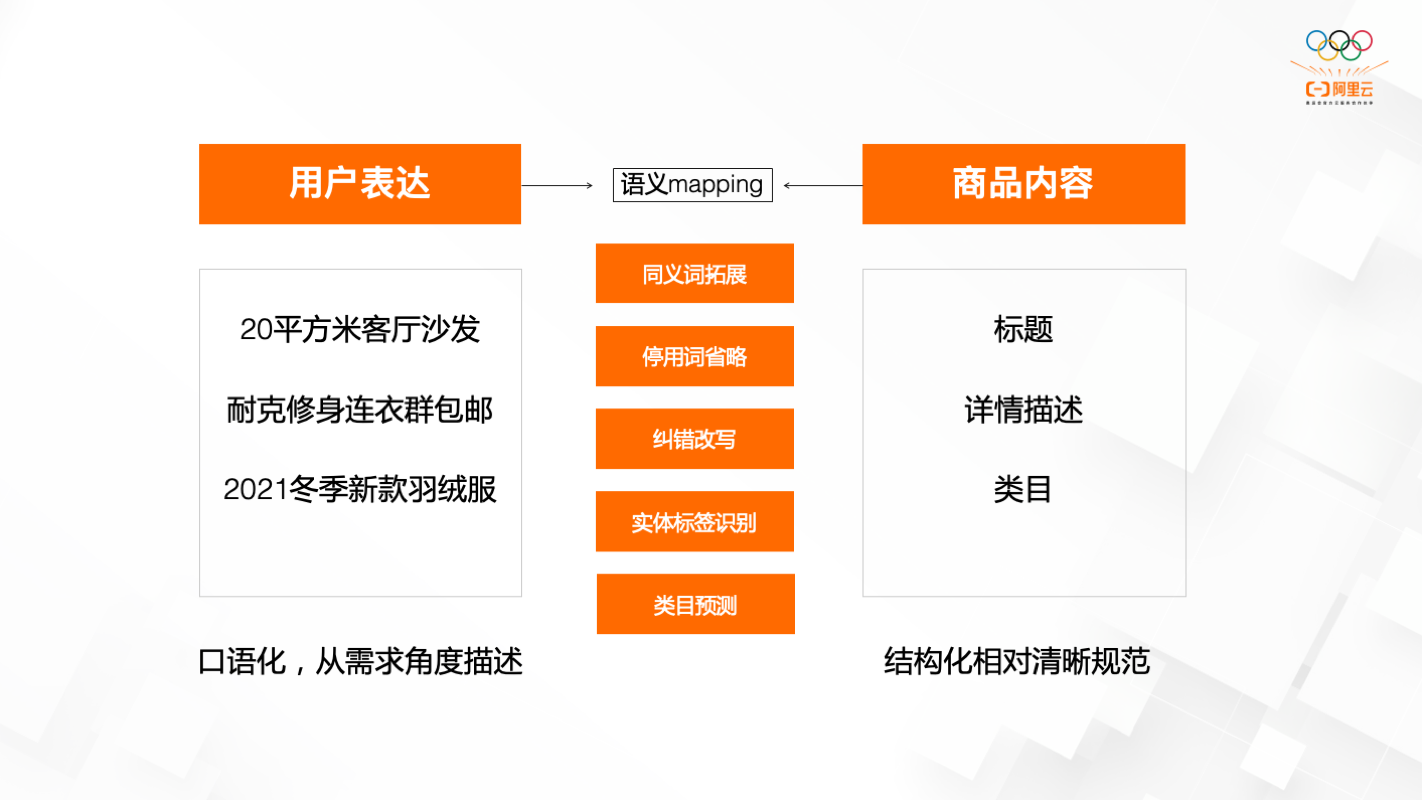 阿里云
用户表达
语义mapping
商品内容
20平方米客厅沙发
耐克修身连衣群包邮
2021冬季新款羽绒服
口语化，从需求角度描述
同义词拓展
停用词省略
纠错改写
实体标签识别
类目预测
标题
详情描述
类目
结构化相对清晰规范